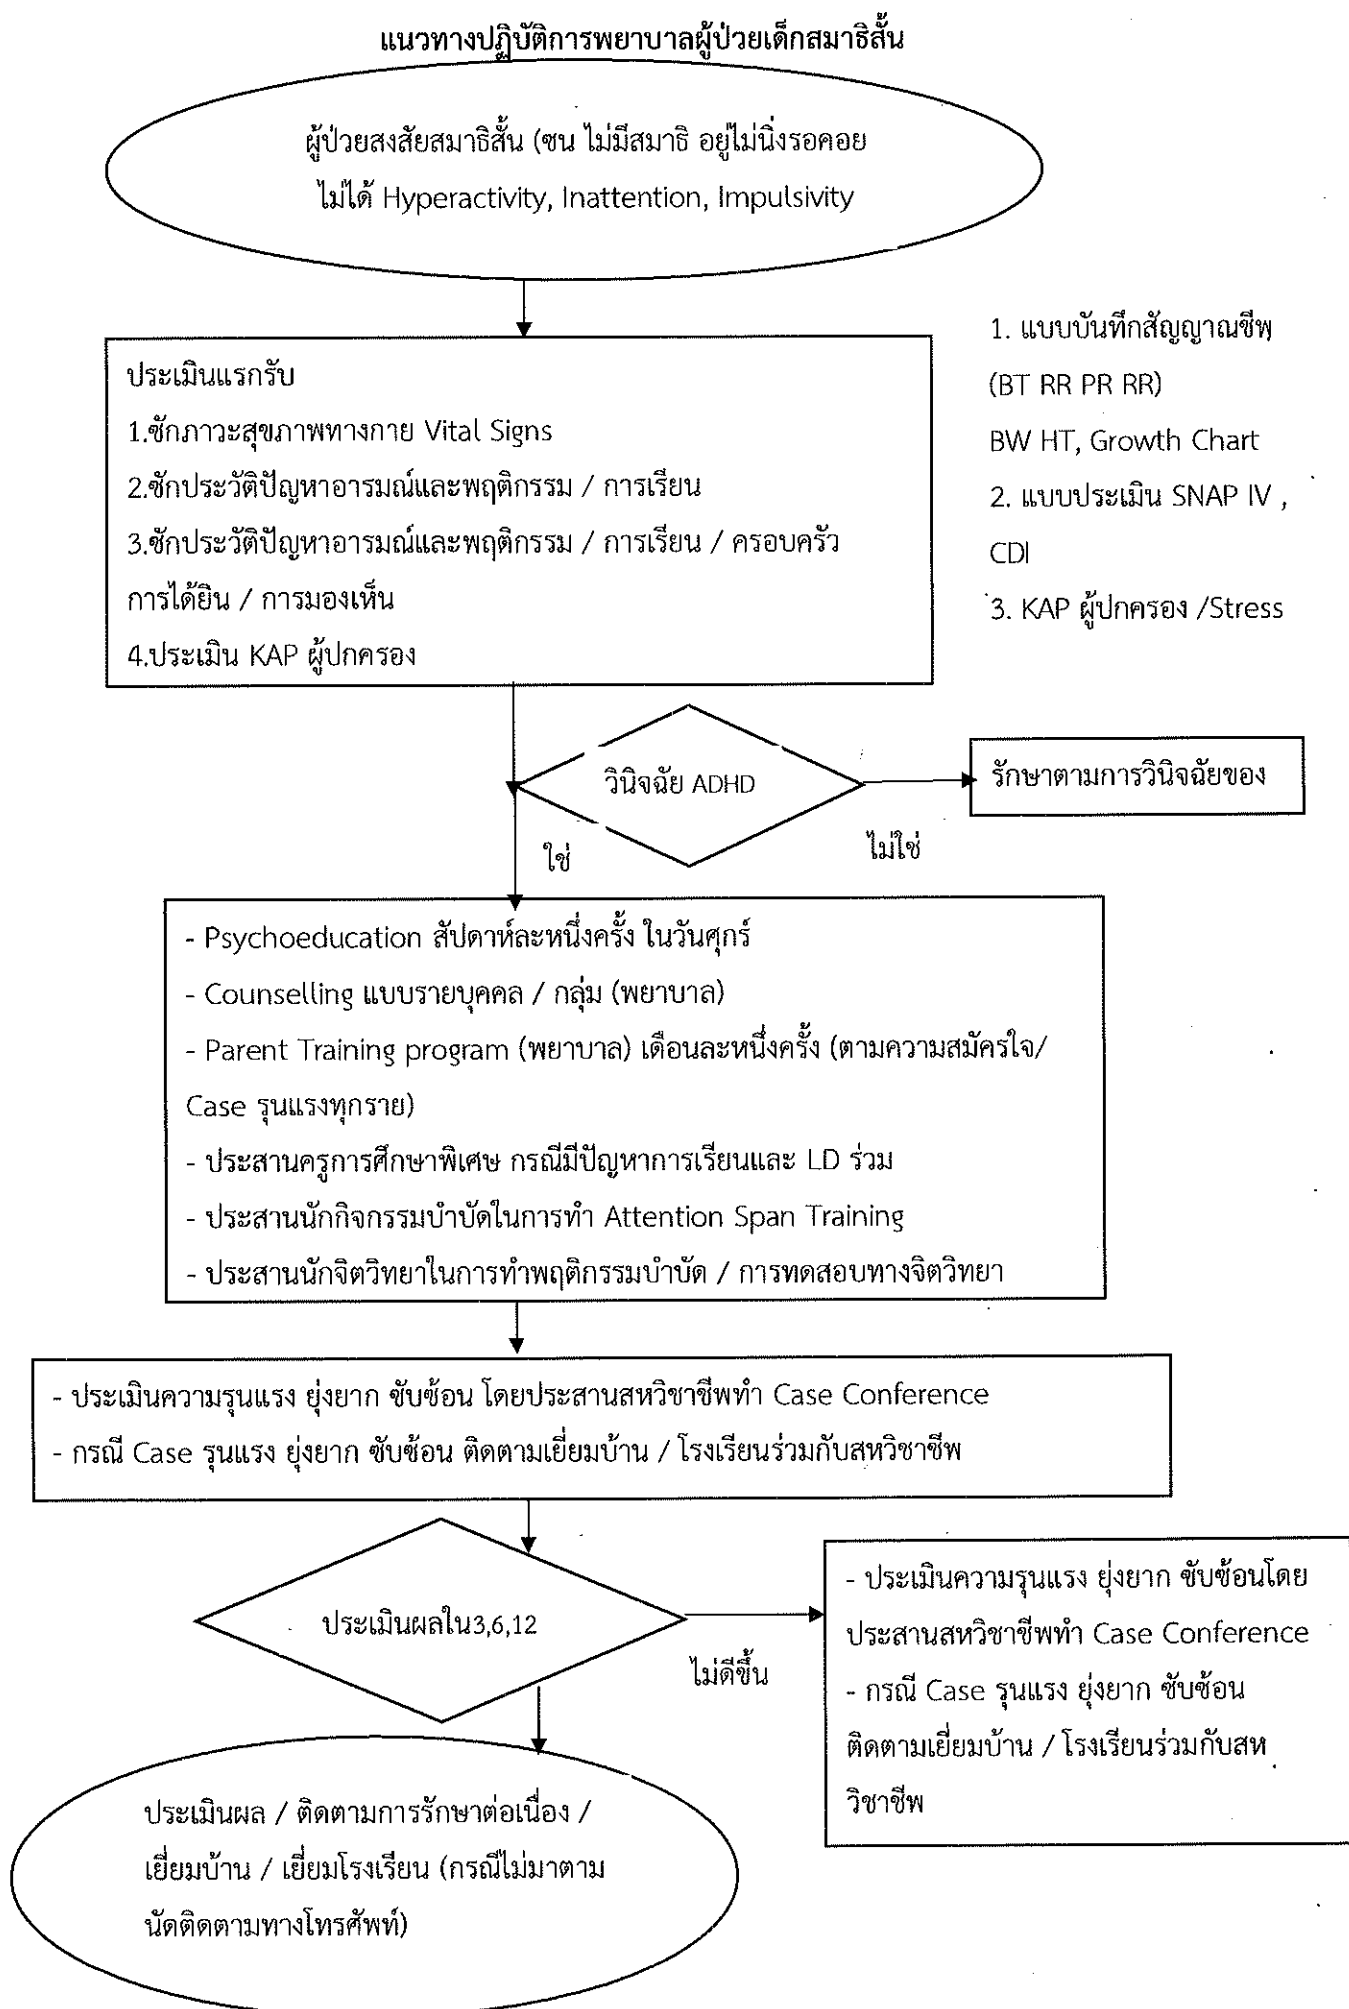 แนวทางปฏิบัติการพยาบาลผู้ป่วยเด็กสมาธิสั้น
ผู้ป่วยสงสัยสมาธิสั้น (ซน ไม่มีสมาธิ อยู่ไม่นิ่งรอคอย
ไม่ได้ Hyperactivity, Inattention, Impulsivity
ประเมินแรกรับ
1.ซักภาวะสุขภาพทางกาย Vital Signs
2.ซักประวัติปัญหาอารมณ์และพฤติกรรม / การเรียน
3.ซักประวัติปัญหาอารมณ์และพฤติกรรม / การเรียน / ครอบครัว
การได้ยิน / การมองเห็น
4.ประเมิน KAP ผู้ปกครอง
1. แบบบันทึกสัญญาณชีพ
(BT RR PR RR)
BW HT, Growth Chart
2. แบบประเมิน SNAP IV ,
CDI
3. KAP ผู้ปกครอง /Stress
วินิจฉัย ADHD
รักษาตามการวินิจฉัยของ
ใช่
ไม่ใช่
- Psychoeducation สัปดาห์ละหนึ่งครั้ง ในวันศุกร์
- Counselling แบบรายบุคคล / กลุ่ม (พยาบาล)
- Parent Training program (พยาบาล) เดือนละหนึ่งครั้ง (ตามความสมัครใจ/
Case รุนแรงทุกราย)
- ประสานครูการศึกษาพิเศษ กรณีมีปัญหาการเรียนและ LD ร่วม
- ประสานนักกิจกรรมบำบัดในการทำ Attention Span Training
- ประสานนักจิตวิทยาในการทำพฤติกรรมบำบัด / การทดสอบทางจิตวิทยา
- ประเมินความรุนแรง ยุ่งยาก ซับซ้อน โดยประสานสหวิชาชีพทำ Case Conference
- กรณี Case รุนแรง ยุ่งยาก ซับซ้อน ติดตามเยี่ยมบ้าน / โรงเรียนร่วมกับสหวิชาชีพ
ประเมินผลใน3,6,12
ไม่ดีขึ้น
- ประเมินความรุนแรง ยุ่งยาก ซับซ้อนโดย
ประสานสหวิชาชีพทำ Case Conference
- กรณี Case รุนแรง ยุ่งยาก ซับซ้อน
ติดตามเยี่ยมบ้าน / โรงเรียนร่วมกับสห
วิชาชีพ
ประเมินผล / ติดตามการรักษาต่อเนื่อง /
เยี่ยมบ้าน / เยี่ยมโรงเรียน (กรณีไม่มาตาม
นัดติดตามทางโทรศัพท์)